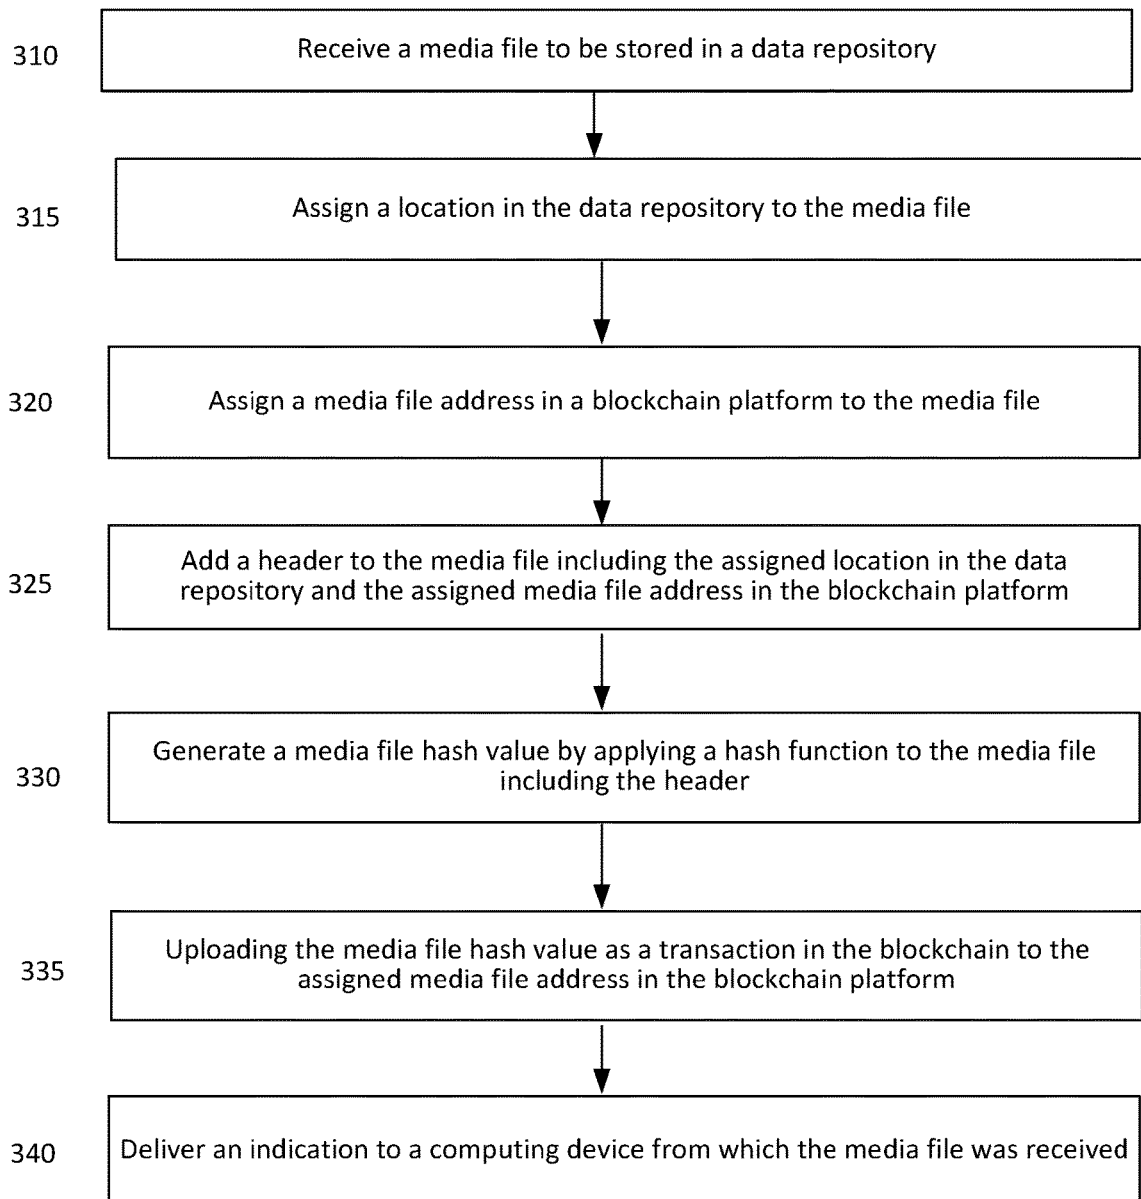 310
Receive a media file to be stored in a data repository
315
Assign a location in the data repository to the media file
320
Assign a media file address in a blockchain platform to the media file
325
Add a header to the media file including the assigned location in the data
repository and the assigned media file address in the blockchain platform
330
Generate a media file hash value by applying a hash function to the media file
including the header
335
Uploading the media file hash value as a transaction in the blockchain to the
assigned media file address in the blockchain platform
340
Deliver an indication to a computing device from which the media file was received